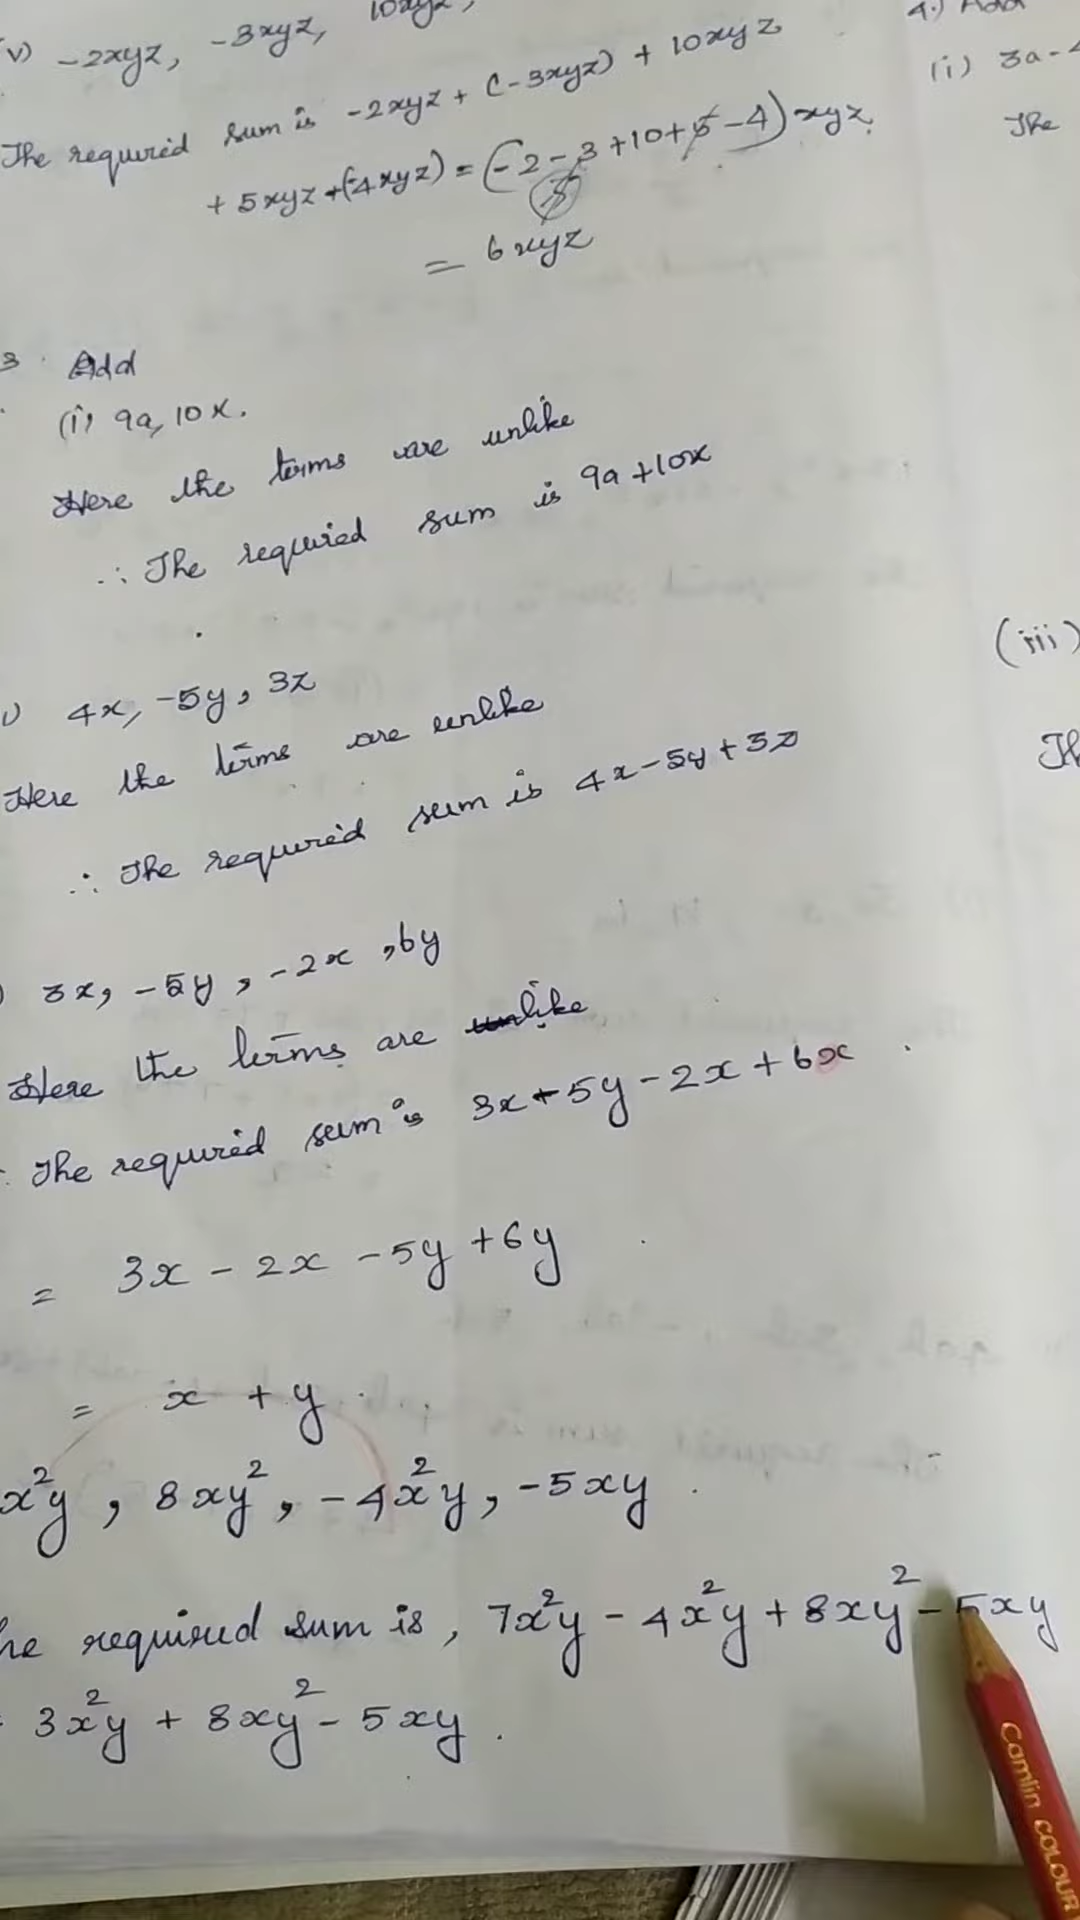 v) -2xyz, -3xyz, 10xyz,
The required sum is -2xyz + (-3xyz) + 10xyz
+ 5xyz + (-4xyz) = (-2-3+10+5-4) xyz
= 6xyz
3. Add
(i) 9a, 10x.
Here the terms are unlike
∴ The required sum is 9a+10x
) 4x, -5y, 3z
Here the terms are unlike
∴ The required sum is 4x-5y+3z
) 3x, -5y, -2x, 6y
Here the terms are like
The required sum is 3x-5y-2x+6x
= 3x - 2x - 5y + 6y
= x + y
x²y, 8xy², -4x²y, -5xy.
he required sum is, 7x²y - 4x²y + 8xy² - 5xy
3x²y + 8xy² - 5xy.
4.) Add
(i) 3a-
The
(iii)
Th
Camlin COLOUR